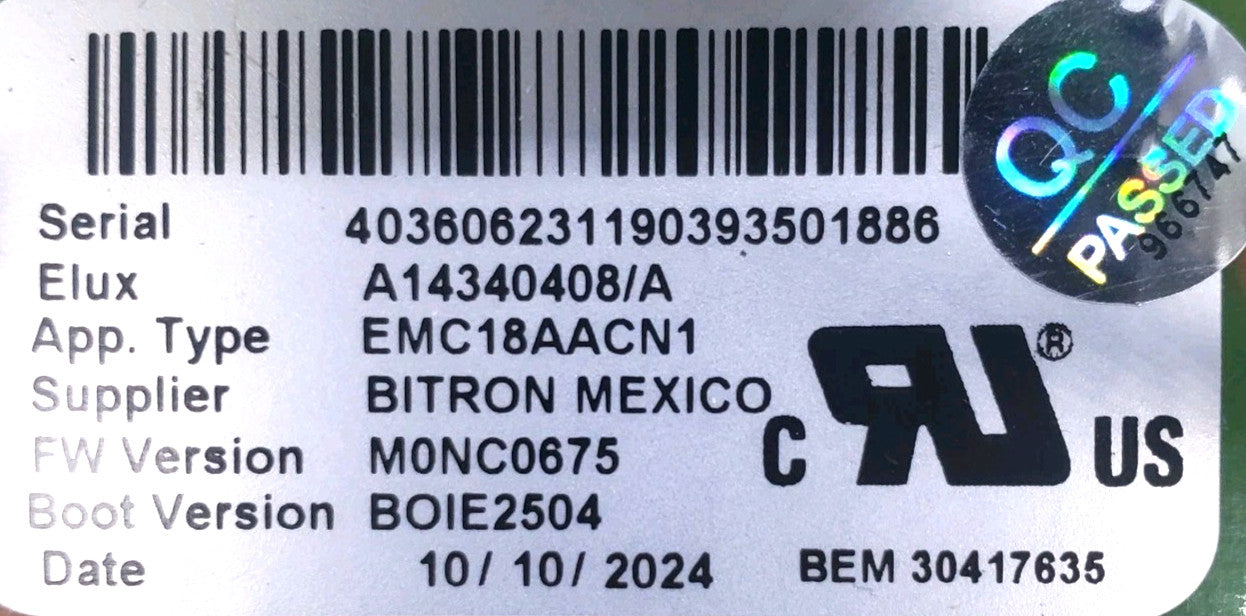 QC
PASSED
966747
Serial 403606231190393501886
Elux A14340408/A
App. Type EMC18AACN1
Supplier BITRON MEXICO
FW Version M0NC0675
Boot Version BOIE2504
Date 10/ 10/ 2024
C RU ® US
BEM 30417635